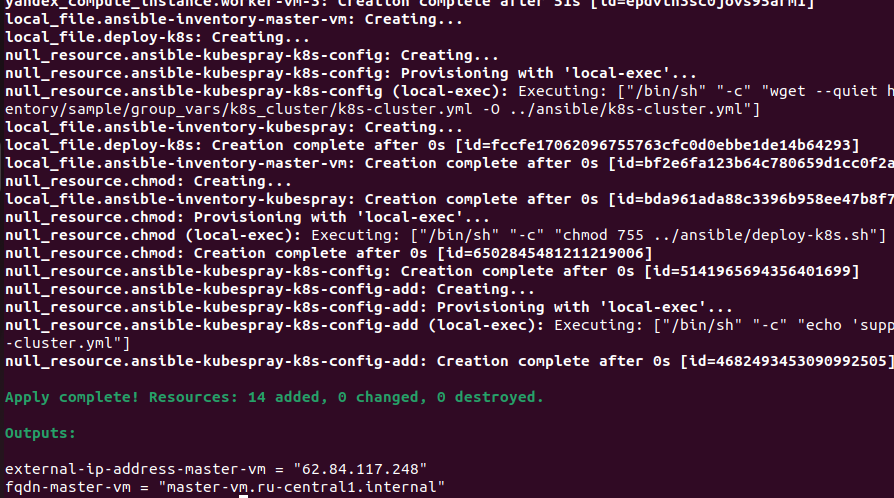 yandex_compute_instance.worker-vm-3: Creation complete after 51s [id=epdvth3sc0jovs95arm1]
local_file.ansible-inventory-master-vm: Creating...
local_file.deploy-k8s: Creating...
null_resource.ansible-kubespray-k8s-config: Creating...
null_resource.ansible-kubespray-k8s-config: Provisioning with 'local-exec'...
null_resource.ansible-kubespray-k8s-config (local-exec): Executing: ["/bin/sh" "-c" "wget --quiet h
entory/sample/group_vars/k8s_cluster/k8s-cluster.yml -O ../ansible/k8s-cluster.yml"]
local_file.ansible-inventory-kubespray: Creating...
local_file.deploy-k8s: Creation complete after 0s [id=fccfe17062096755763cfc0d0ebbe1de14b64293]
local_file.ansible-inventory-master-vm: Creation complete after 0s [id=bf2e6fa123b64c780659d1cc0f2a
null_resource.chmod: Creating...
local_file.ansible-inventory-kubespray: Creation complete after 0s [id=bda961ada88c3396b958ee47b8f7
null_resource.chmod: Provisioning with 'local-exec'...
null_resource.chmod (local-exec): Executing: ["/bin/sh" "-c" "chmod 755 ../ansible/deploy-k8s.sh"]
null_resource.chmod: Creation complete after 0s [id=6502845481211219006]
null_resource.ansible-kubespray-k8s-config: Creation complete after 0s [id=5141965694356401699]
null_resource.ansible-kubespray-k8s-config-add: Creating...
null_resource.ansible-kubespray-k8s-config-add: Provisioning with 'local-exec'...
null_resource.ansible-kubespray-k8s-config-add (local-exec): Executing: ["/bin/sh" "-c" "echo 'supp
-cluster.yml"]
null_resource.ansible-kubespray-k8s-config-add: Creation complete after 0s [id=4682493453090992505]
Apply complete! Resources: 14 added, 0 changed, 0 destroyed.
Outputs:
external-ip-address-master-vm = "62.84.117.248"
fqdn-master-vm = "master-vm.ru-central1.internal"